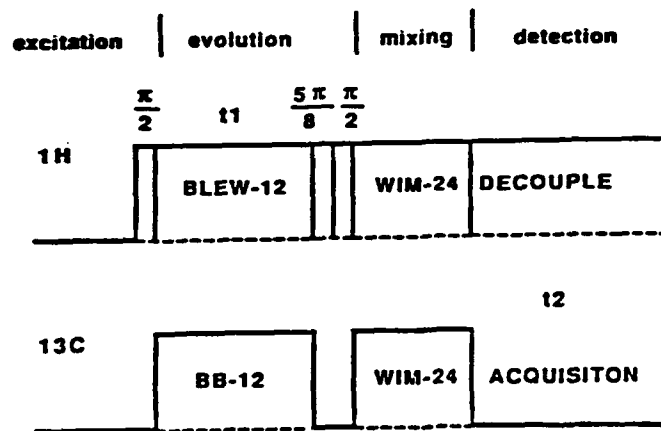 excitation | evolution | mixing | detection
π/2 t1 5π/8 π/2
1H BLEW-12 WIM-24 DECOUPLE
t2
13C BB-12 WIM-24 ACQUISITON